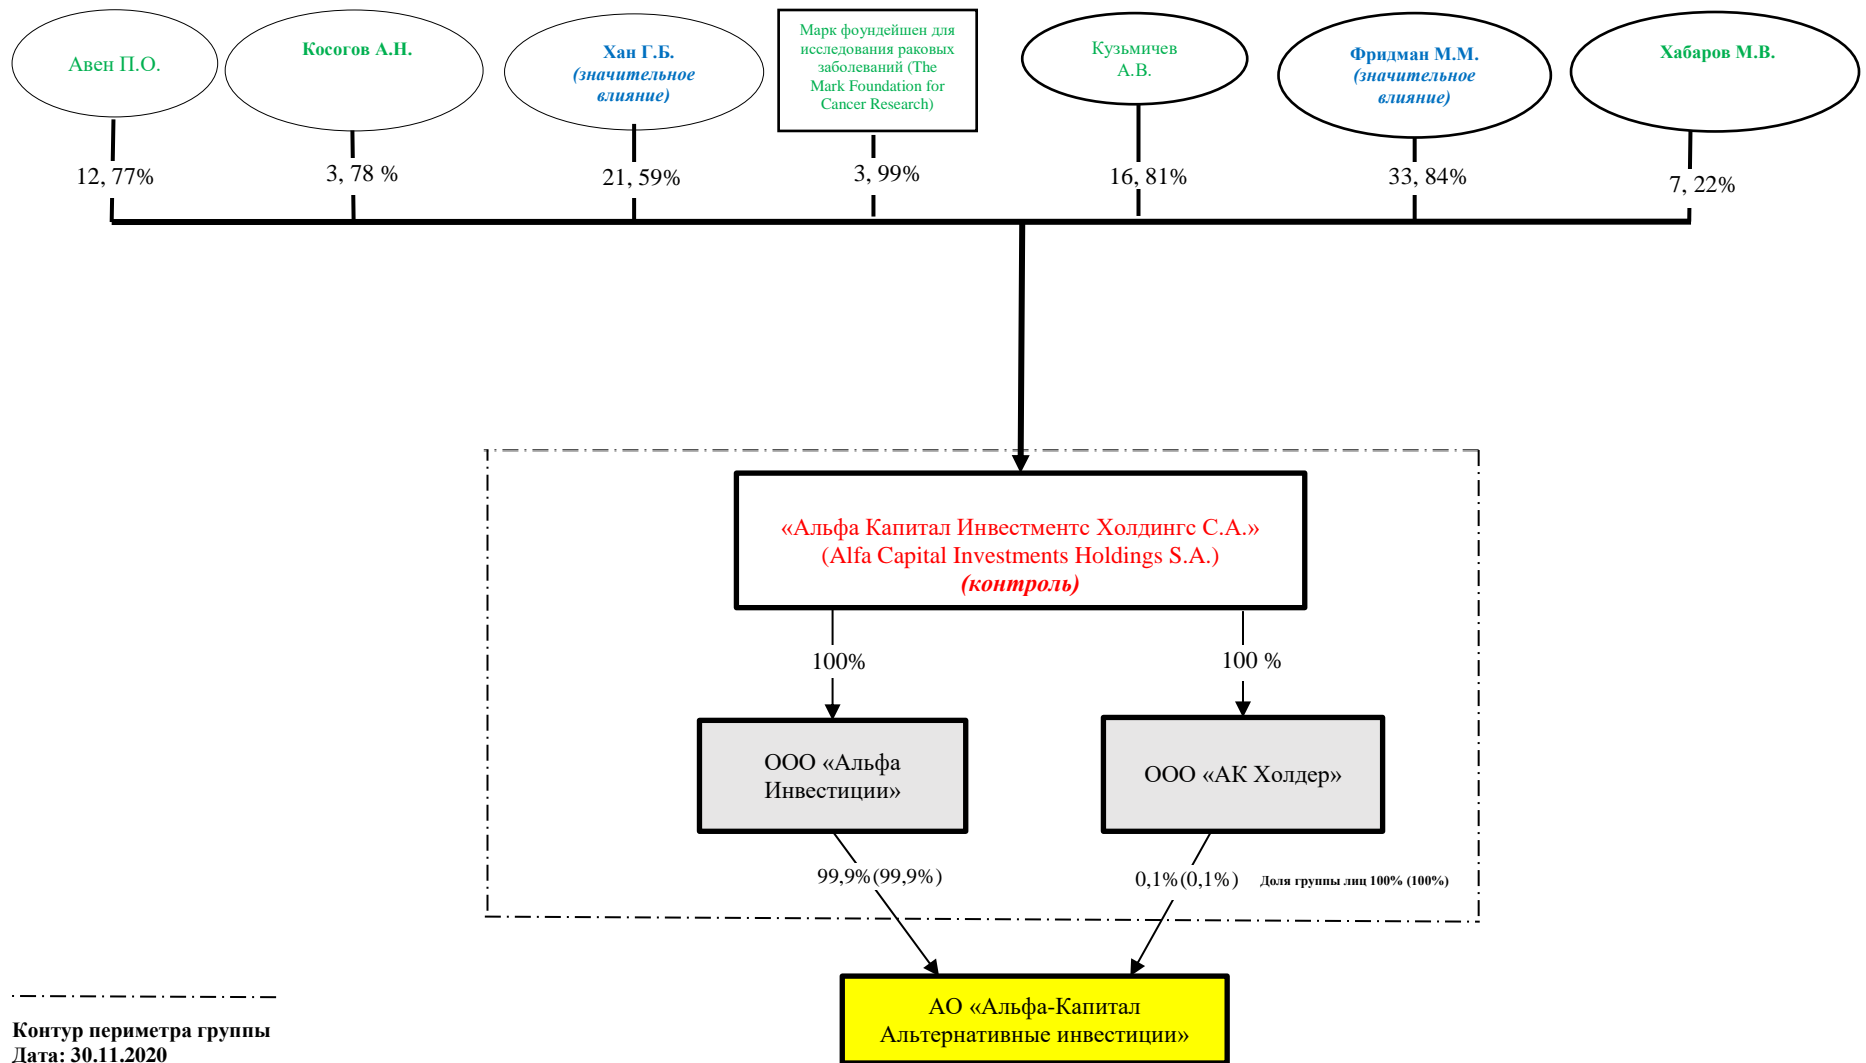 Авен П.О.
Косогов А.Н.
Хан Г.Б.
(значительное
влияние)
Марк фоундейшен для
исследования раковых
заболеваний (The
Mark Foundation for
Cancer Research)
Кузьмичев
А.В.
Фридман М.М.
(значительное
влияние)
Хабаров М.В.
12, 77%
3, 78 %
21, 59%
3, 99%
16, 81%
33, 84%
7, 22%
«Альфа Капитал Инвестментс Холдингс С.А.»
(Alfa Capital Investments Holdings S.A.)
(контроль)
100%
100 %
ООО «Альфа
Инвестиции»
ООО «АК Холдер»
99,9%(99,9%)
0,1%(0,1%)
Доля группы лиц 100% (100%)
АО «Альфа-Капитал
Альтернативные инвестиции»
Контур периметра группы
Дата: 30.11.2020